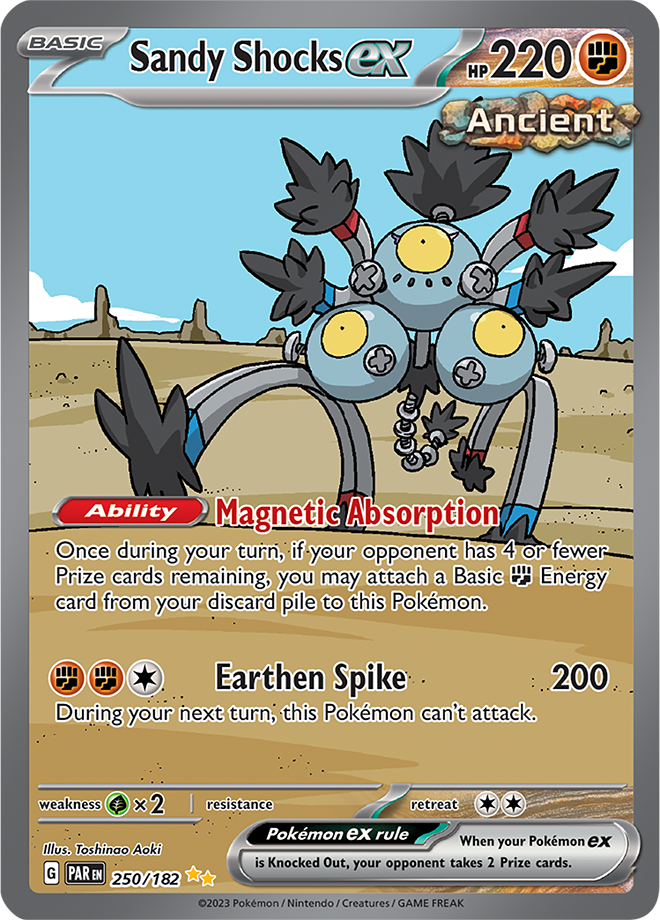 BASIC
Sandy Shocks ex
HP 220
Ancient
Ability Magnetic Absorption
Once during your turn, if your opponent has 4 or fewer
Prize cards remaining, you may attach a Basic Energy
card from your discard pile to this Pokémon.
Earthen Spike 200
During your next turn, this Pokémon can't attack.
weakness ×2 resistance retreat
Pokémon ex rule
When your Pokémon ex
is Knocked Out, your opponent takes 2 Prize cards.
Illus. Toshinao Aoki
G PAR EN 250/182
©2023 Pokémon / Nintendo / Creatures / GAME FREAK